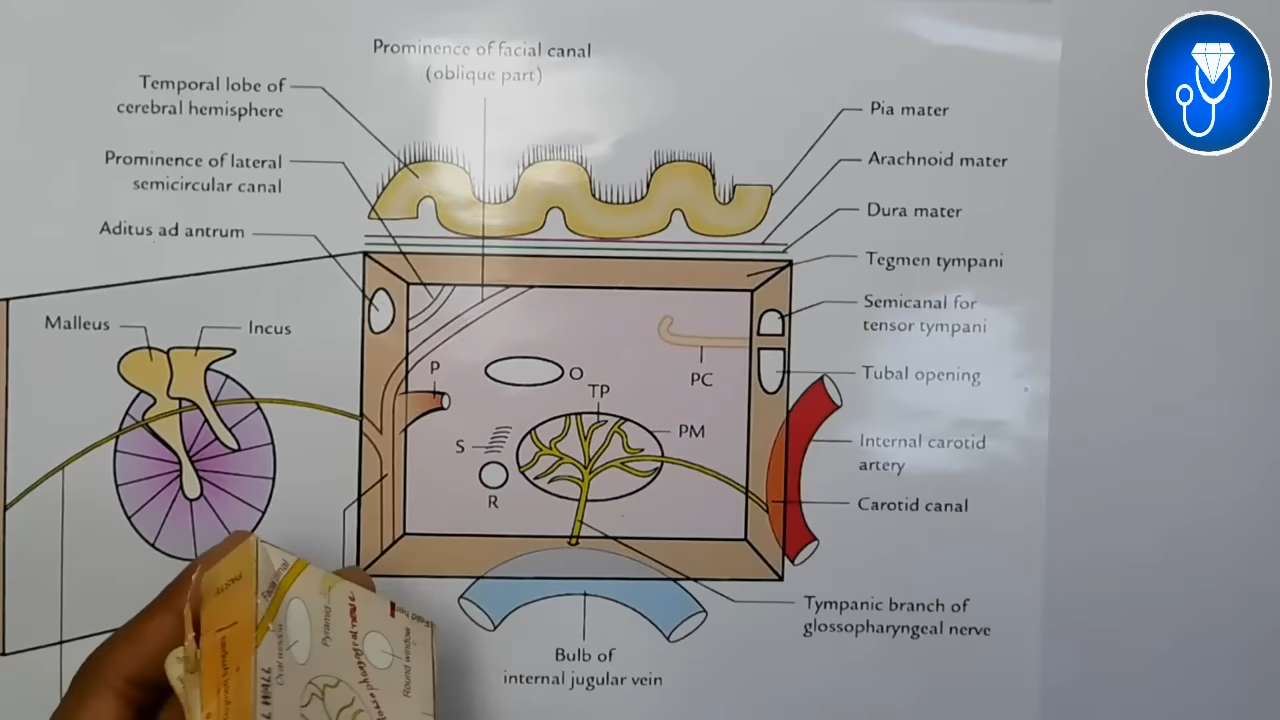 Prominence of facial canal
(oblique part)
Temporal lobe of
cerebral hemisphere
Prominence of lateral
semicircular canal
Aditus ad antrum
Malleus
Incus
Pia mater
Arachnoid mater
Dura mater
Tegmen tympani
Semicanal for
tensor tympani
Tubal opening
Internal carotid
artery
Carotid canal
Tympanic branch of
glossopharyngeal nerve
Bulb of
internal jugular vein
P
O
TP
PC
PM
S
R
Oval window
Pyramid
Round window